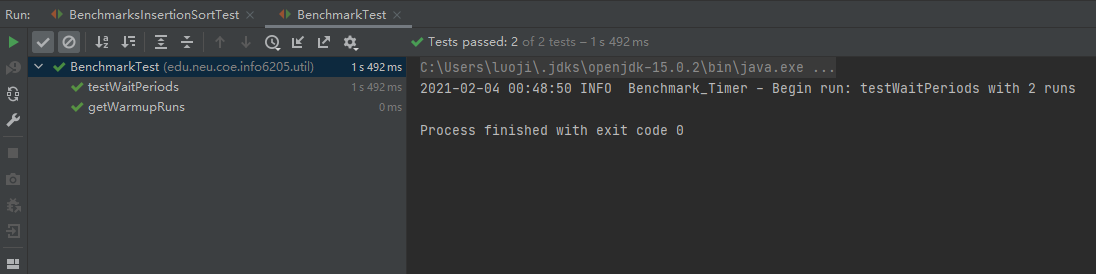 Run: BenchmarksInsertionSortTest × BenchmarkTest ×
Tests passed: 2 of 2 tests – 1 s 492 ms
BenchmarkTest (edu.neu.coe.info6205.util) 1 s 492 ms
testWaitPeriods 1 s 492 ms
getWarmupRuns 0 ms
C:\Users\luoji\.jdks\openjdk-15.0.2\bin\java.exe ...
2021-02-04 00:48:50 INFO  Benchmark_Timer - Begin run: testWaitPeriods with 2 runs
Process finished with exit code 0